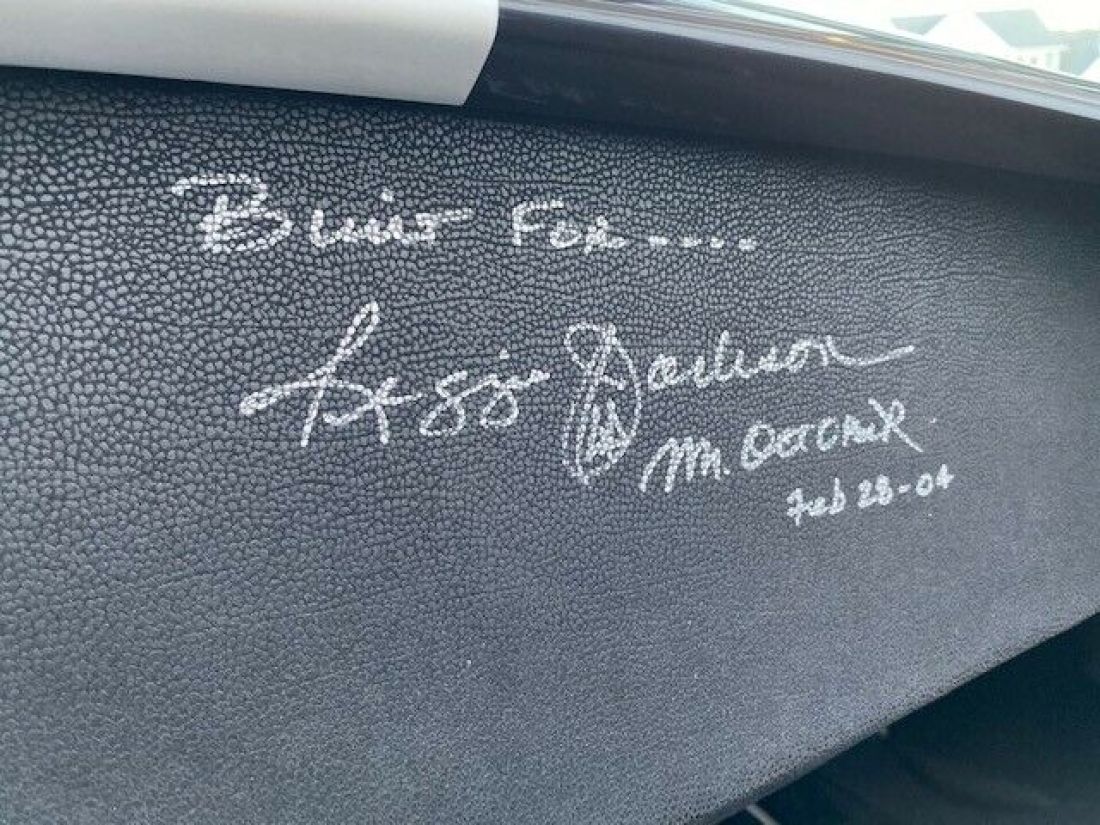 Built For....
Reggie Jackson
Mr. October.
Feb 28-04